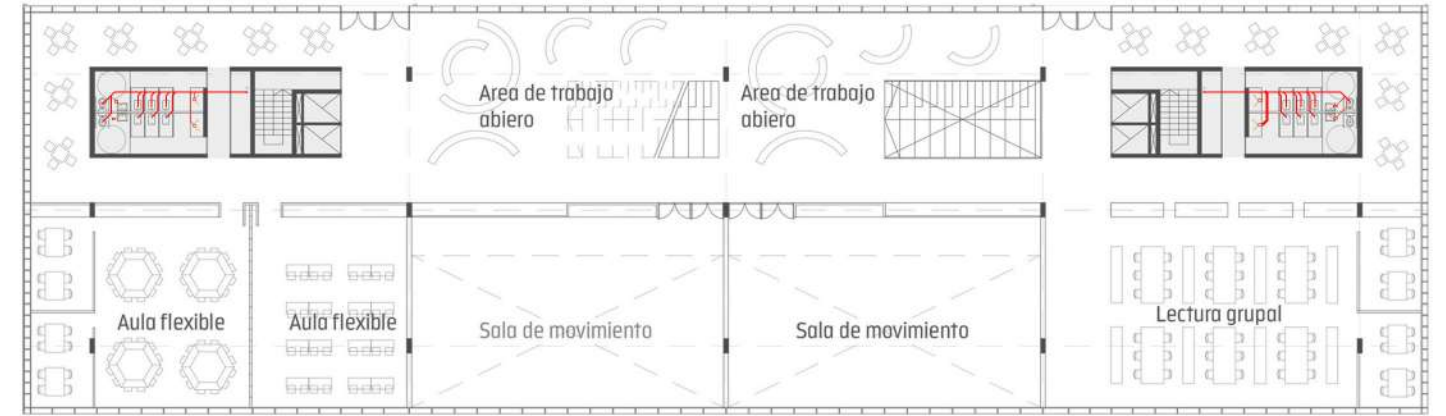 Area de trabajo
abiero
Area de trabajo
abiero
Aula flexible
Aula flexible
Sala de movimiento
Sala de movimiento
Lectura grupal